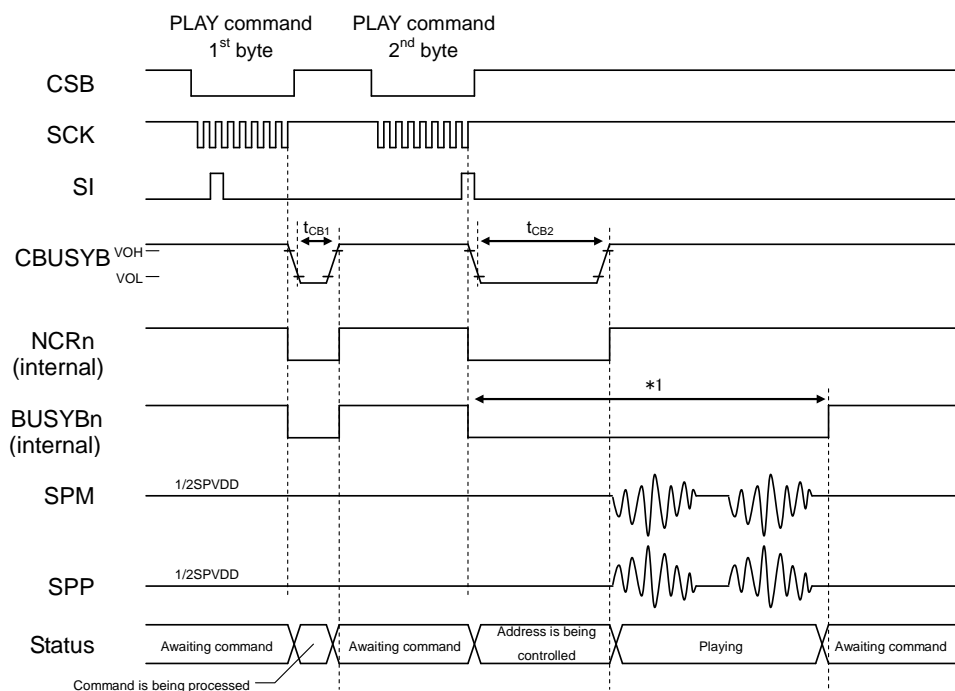 PLAY command
1st byte
PLAY command
2nd byte
CSB
SCK
SI
tCB1
tCB2
CBUSYB
VOH
VOL
NCRn
(internal)
*1
BUSYBn
(internal)
SPM
1/2SPVDD
SPP
1/2SPVDD
Status
Awaiting command
Awaiting command
Address is being
controlled
Playing
Awaiting command
Command is being processed